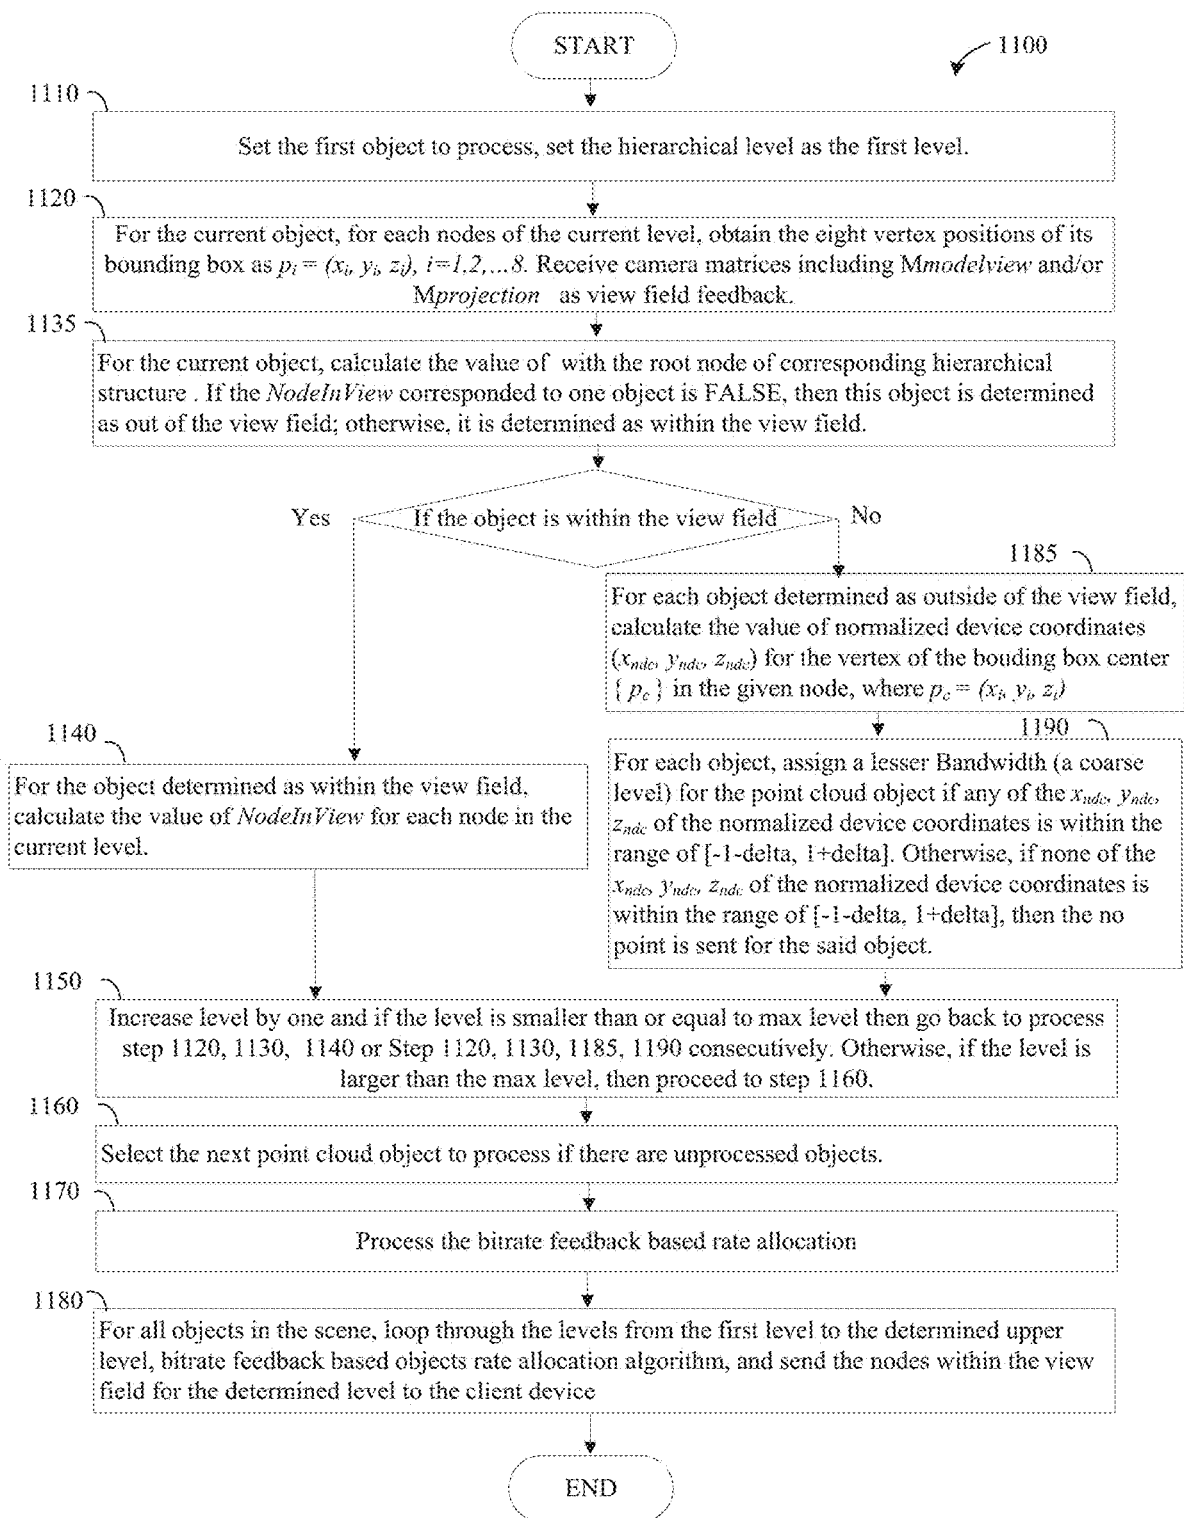 START
1100
1110
Set the first object to process, set the hierarchical level as the first level.
1120
For the current object, for each nodes of the current level, obtain the eight vertex positions of its
bounding box as pi = (xi, yi, zi), i=1,2,...8. Receive camera matrices including Mmodelview and/or
Mprojection as view field feedback.
1135
For the current object, calculate the value of with the root node of corresponding hierarchical
structure . If the NodeInView corresponded to one object is FALSE, then this object is determined
as out of the view field; otherwise, it is determined as within the view field.
Yes
If the object is within the view field
No
1185
For each object determined as outside of the view field,
calculate the value of normalized device coordinates
(xndc, yndc, zndc) for the vertex of the bouding box center
{ pc } in the given node, where pc = (xi, yi, zi)
1190
For each object, assign a lesser Bandwidth (a coarse
level) for the point cloud object if any of the xndc, yndc,
zndc of the normalized device coordinates is within the
range of [-1-delta, 1+delta]. Otherwise, if none of the
xndc, yndc, zndc of the normalized device coordinates is
within the range of [-1-delta, 1+delta], then the no
point is sent for the said object.
1140
For the object determined as within the view field,
calculate the value of NodeInView for each node in the
current level.
1150
Increase level by one and if the level is smaller than or equal to max level then go back to process
step 1120, 1130, 1140 or Step 1120, 1130, 1185, 1190 consecutively. Otherwise, if the level is
larger than the max level, then proceed to step 1160.
1160
Select the next point cloud object to process if there are unprocessed objects.
1170
Process the bitrate feedback based rate allocation
1180
For all objects in the scene, loop through the levels from the first level to the determined upper
level, bitrate feedback based objects rate allocation algorithm, and send the nodes within the view
field for the determined level to the client device
END